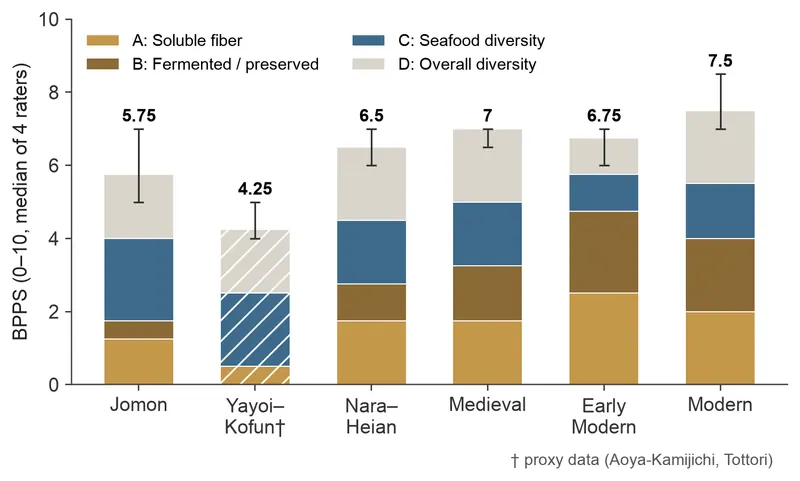 BPPS (0–10, median of 4 raters)
10
8
6
4
2
0
A: Soluble fiber
B: Fermented / preserved
C: Seafood diversity
D: Overall diversity
5.75
4.25
6.5
7
6.75
7.5
Jomon
Yayoi–
Kofun†
Nara–
Heian
Medieval
Early
Modern
Modern
† proxy data (Aoya-Kamijichi, Tottori)